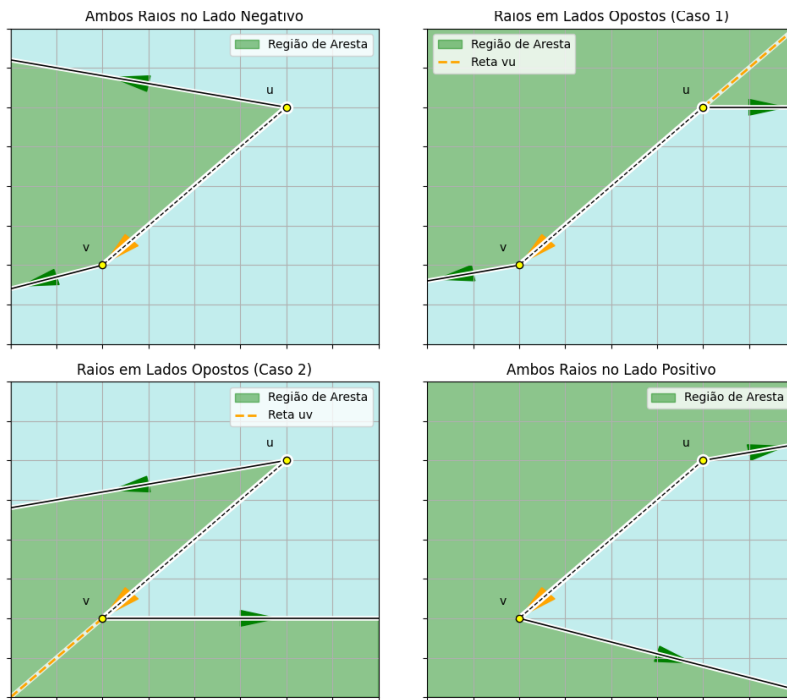 Ambos Raios no Lado Negativo
Região de Aresta
u
v
Raios em Lados Opostos (Caso 1)
Região de Aresta
Reta vu
u
v
Raios em Lados Opostos (Caso 2)
Região de Aresta
Reta uv
u
v
Ambos Raios no Lado Positivo
Região de Aresta
u
v